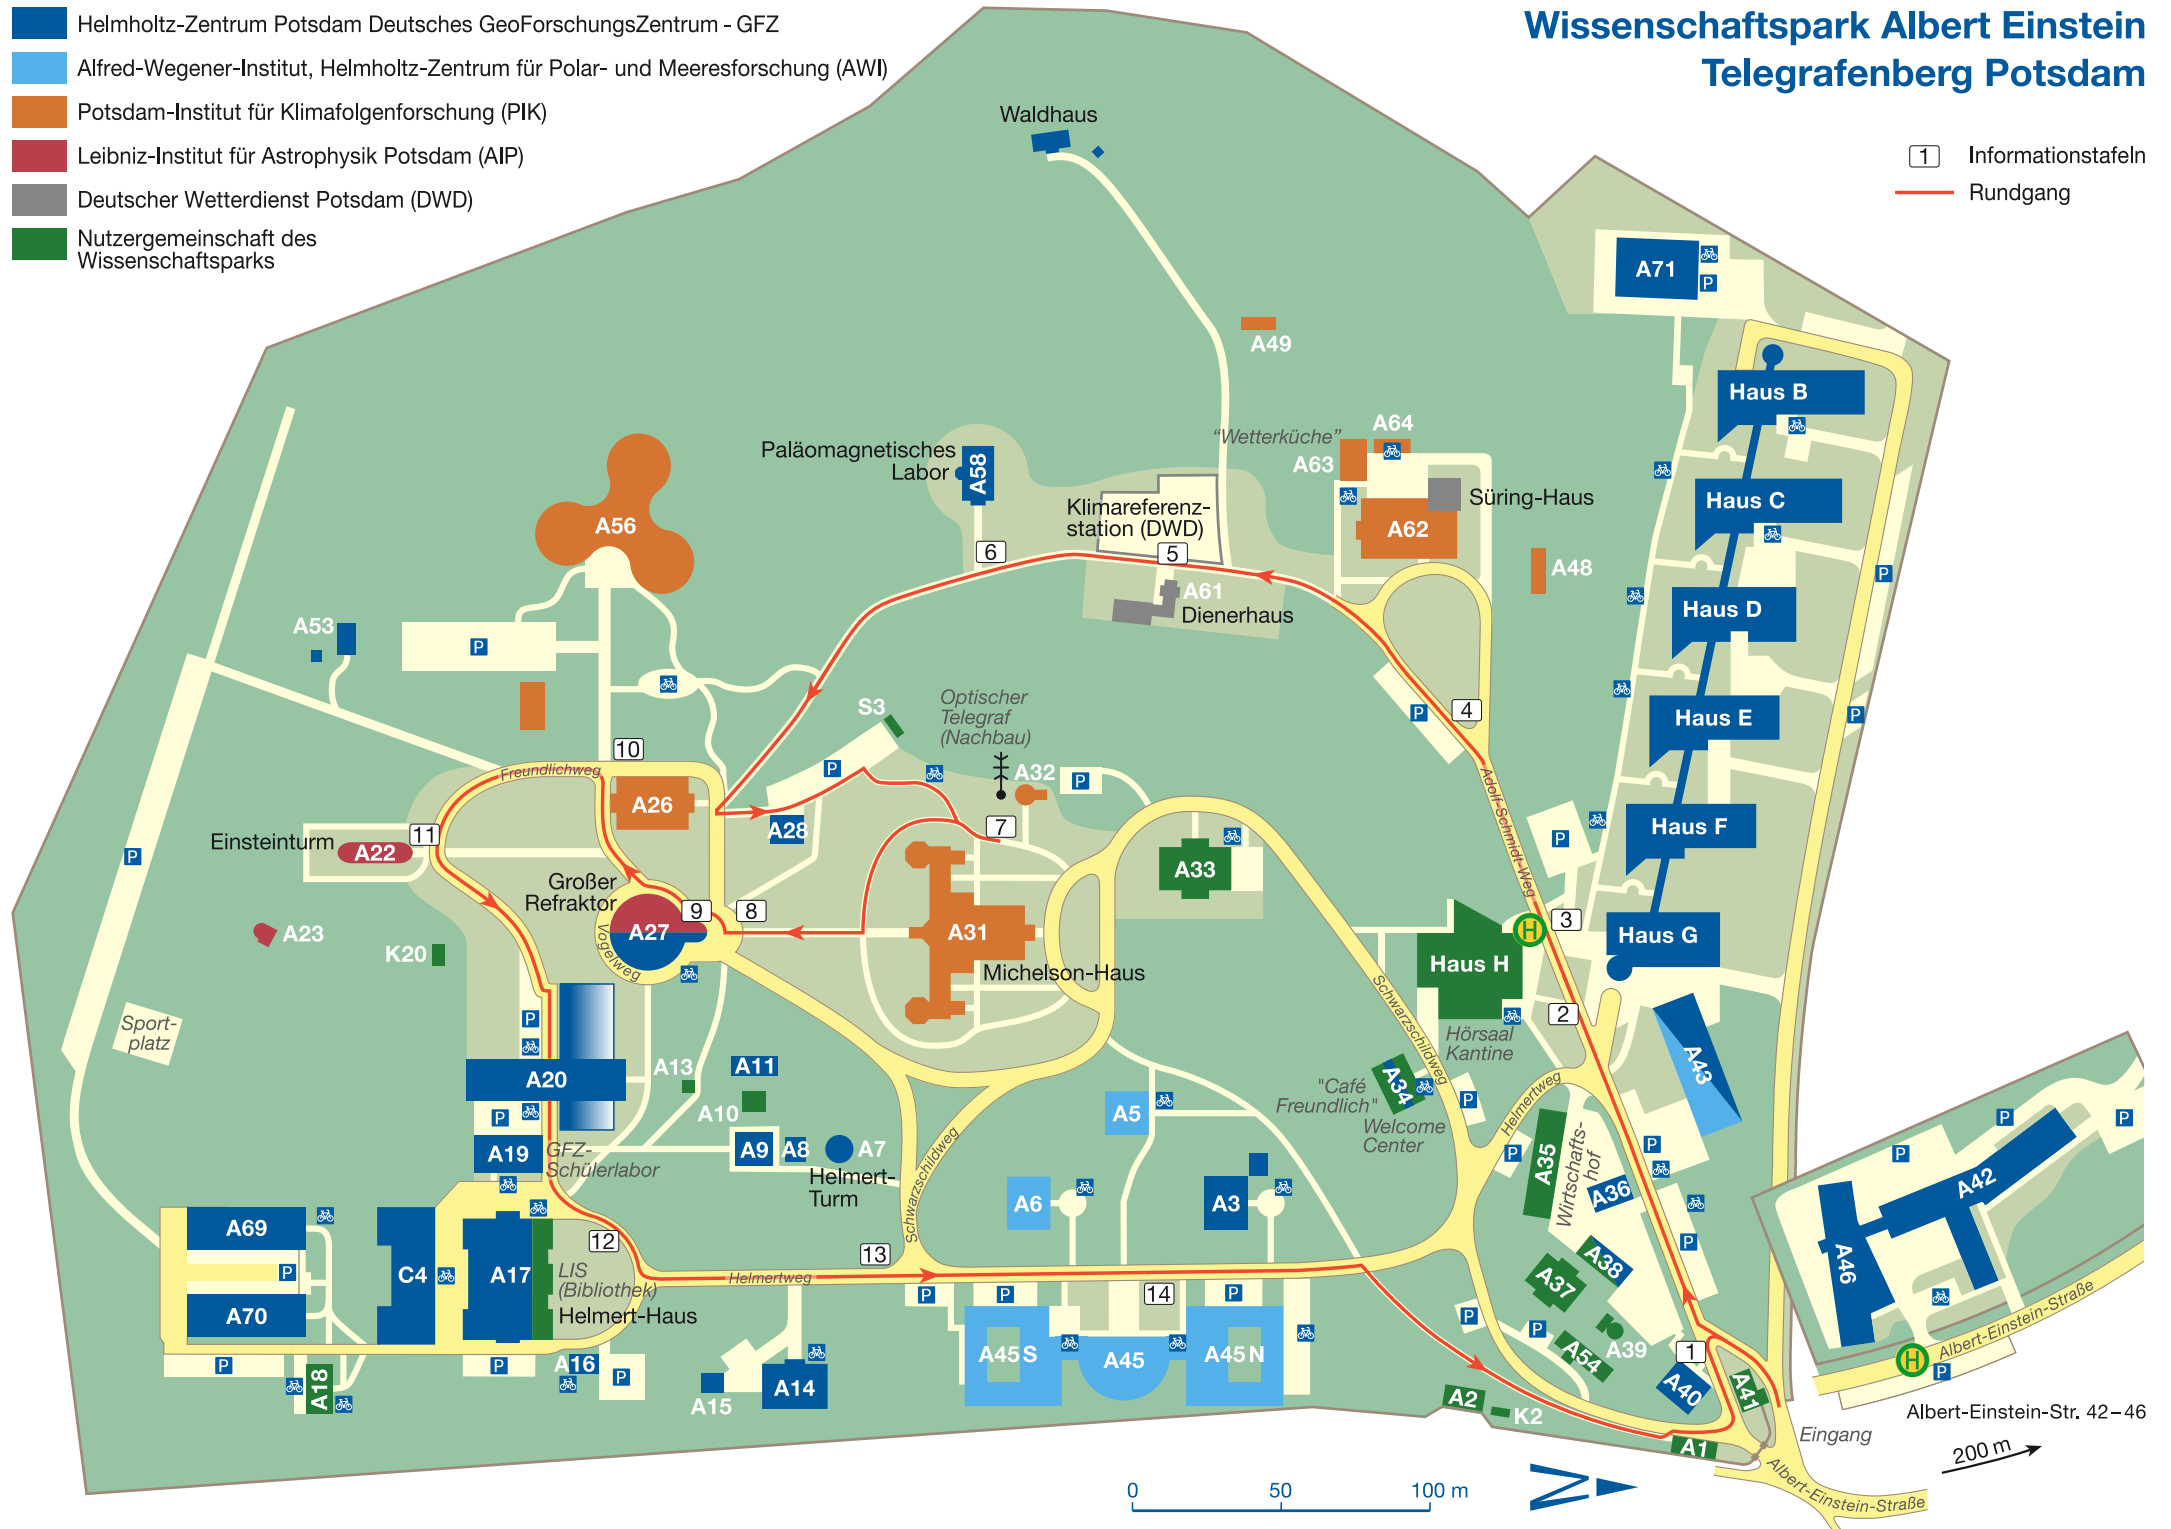 Helmholtz-Zentrum Potsdam Deutsches GeoForschungsZentrum - GFZ
Alfred-Wegener-Institut, Helmholtz-Zentrum für Polar- und Meeresforschung (AWI)
Potsdam-Institut für Klimafolgenforschung (PIK)
Leibniz-Institut für Astrophysik Potsdam (AIP)
Deutscher Wetterdienst Potsdam (DWD)
Nutzergemeinschaft des
Wissenschaftsparks
Wissenschaftspark Albert Einstein
Telegrafenberg Potsdam
1 Informationstafeln
Rundgang
Waldhaus
A71
P
A49
Haus B
"Wetterküche"
A64
A63
Paläomagnetisches
Labor
A58
Süring-Haus
Haus C
Klimareferenz-
station (DWD)
A62
A56
6
5
A48
P
A61
Dienerhaus
Haus D
A53
P
S3
Optischer
Telegraf
(Nachbau)
P
4
Haus E
P
10
Freundlichweg
P
A32
P
A26
Adolf-Schmidt-Weg
A28
7
11
Einsteinturm
A22
P
P
Haus F
Großer
Refraktor
A33
9
8
3
H
A23
A27
A31
Haus G
K20
Vogelweg
Michelson-Haus
Haus H
Schwarzschildweg
Sport-
platz
P
2
Hörsaal
Kantine
A43
A20
A13
A11
A10
"Café
Freundlich"
A34
Welcome
Center
P
Helmertweg
P
A5
A19
GFZ-
Schülerlabor
A9
A8
A7
Helmert-
Turm
Schwarzschildweg
P
A35
Wirtschafts-
hof
P
A36
P
P
P
A42
A46
A6
A3
A69
12
13
P
C4
A17
LIS
(Bibliothek)
Helmert-Haus
Helmertweg
P
A38
A37
A70
P
P
14
P
P
P
A39
A54
1
Albert-Einstein-Straße
H
P
P
P
A16
P
A18
A15
A14
A45 S
A45
A45 N
A2
K2
A40
A41
A1
Albert-Einstein-Str. 42–46
Eingang
200 m
Albert-Einstein-Straße
0
50
100 m
N